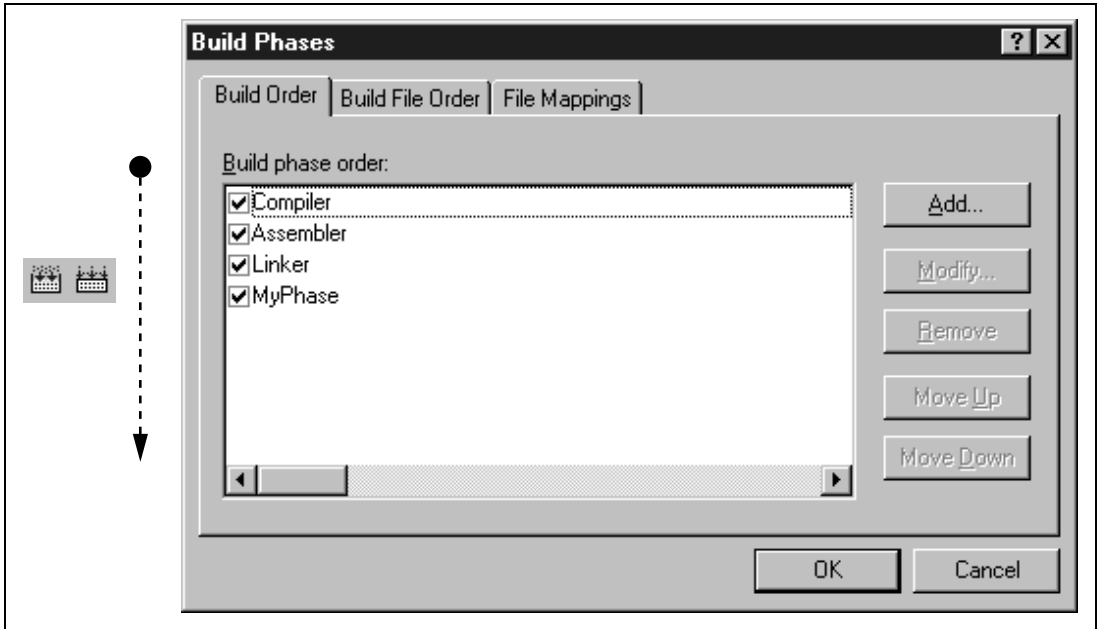 Build Phases
Build Order Build File Order File Mappings
Build phase order:
Compiler
Assembler
Linker
MyPhase
Add...
Modify...
Remove
Move Up
Move Down
OK Cancel